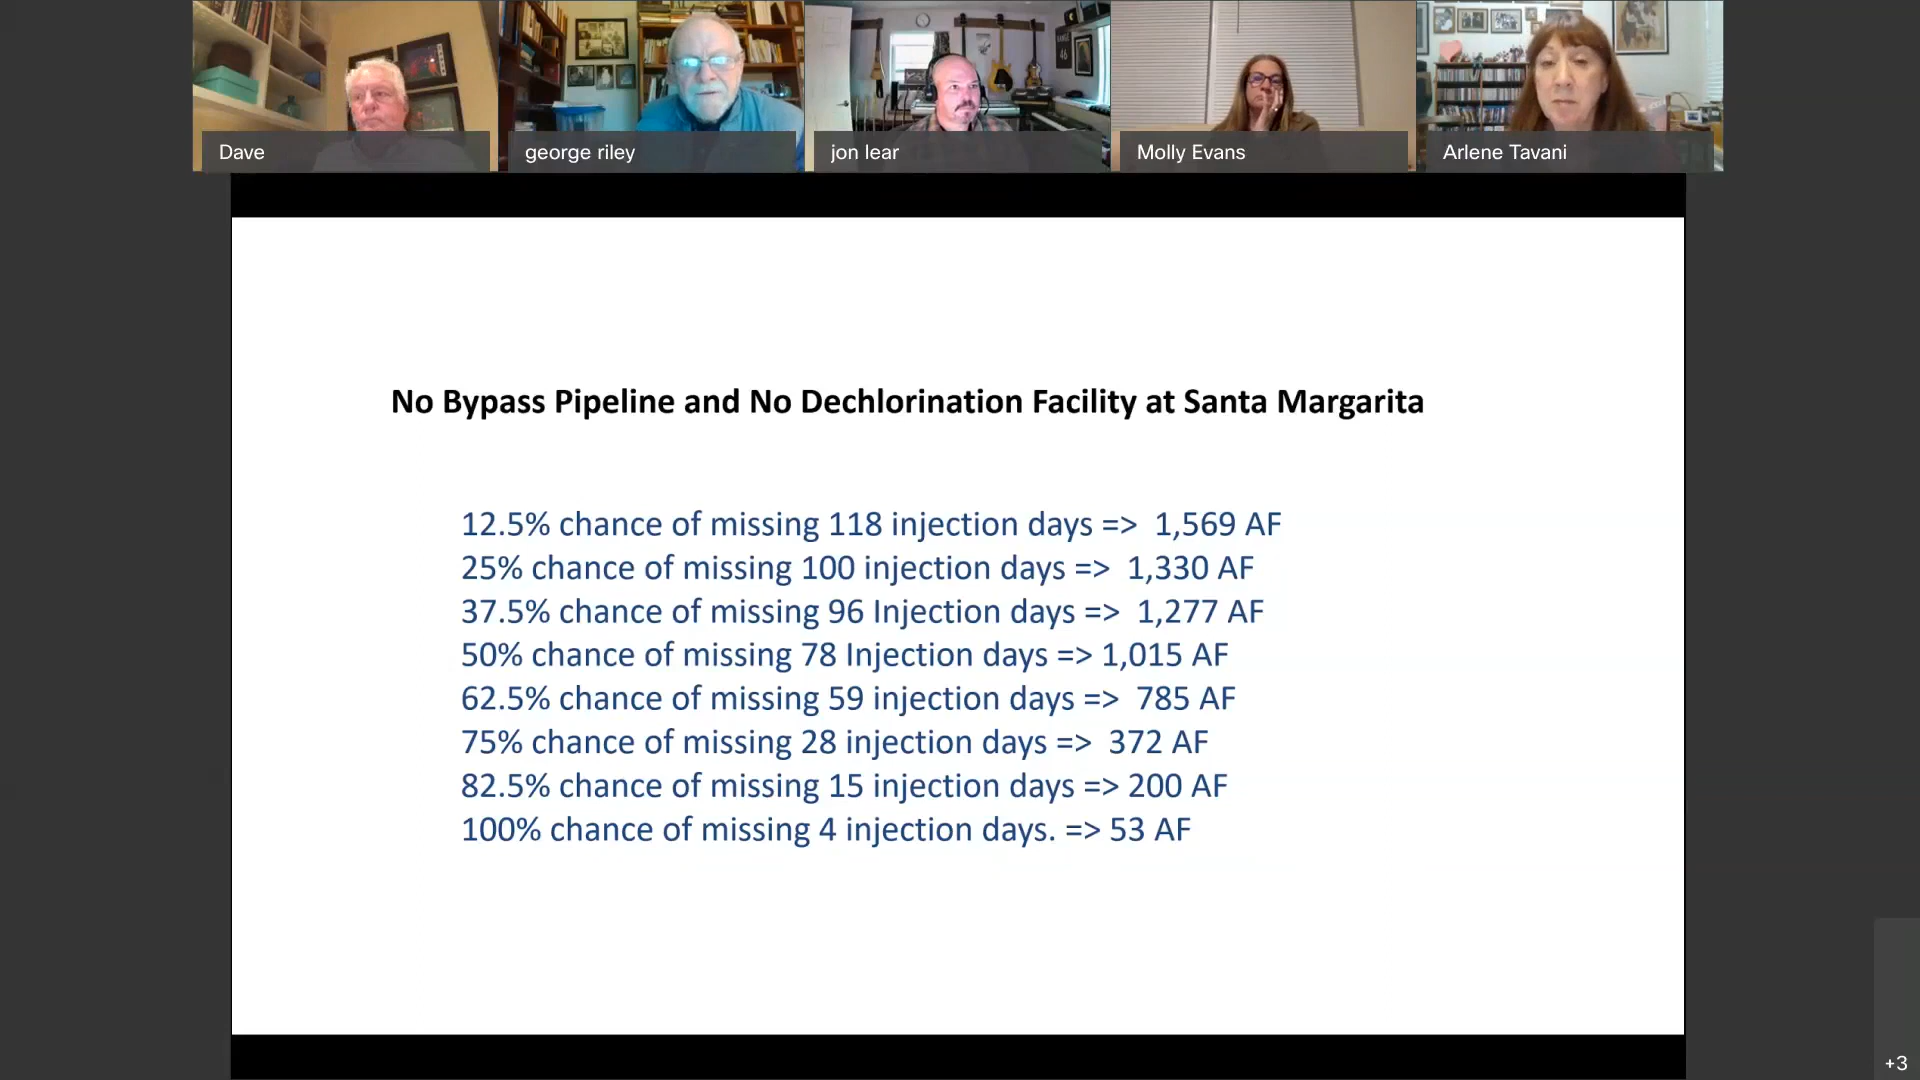 Dave
george riley
jon lear
Molly Evans
Arlene Tavani
No Bypass Pipeline and No Dechlorination Facility at Santa Margarita
12.5% chance of missing 118 injection days => 1,569 AF
25% chance of missing 100 injection days => 1,330 AF
37.5% chance of missing 96 Injection days => 1,277 AF
50% chance of missing 78 Injection days => 1,015 AF
62.5% chance of missing 59 injection days => 785 AF
75% chance of missing 28 injection days => 372 AF
82.5% chance of missing 15 injection days => 200 AF
100% chance of missing 4 injection days. => 53 AF
+3